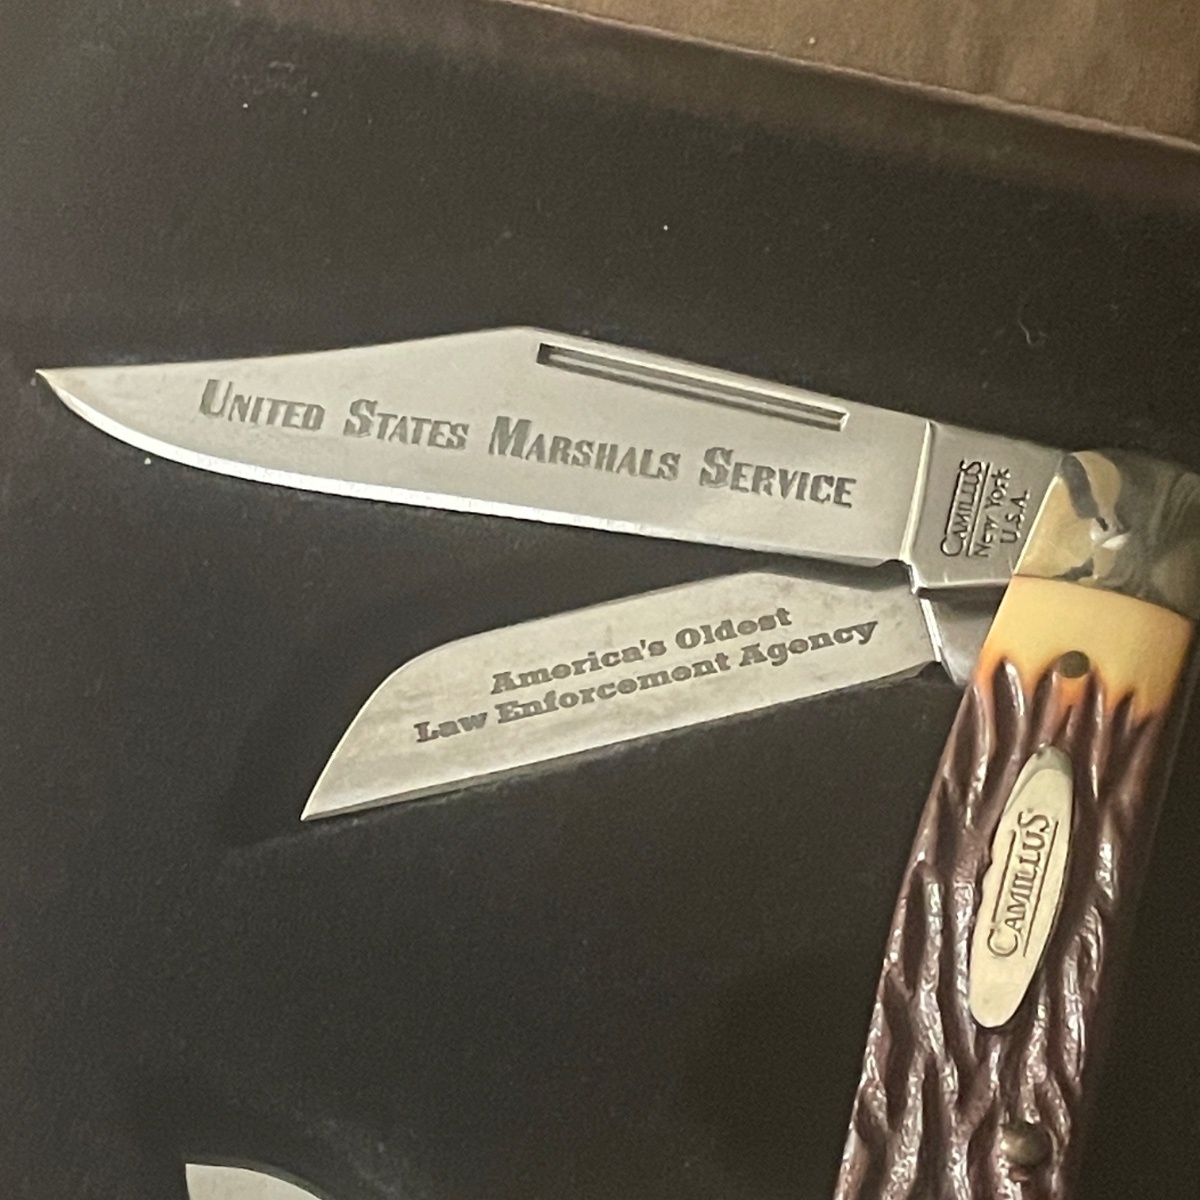 United States Marshals Service
CAMILLUS
New York
U.S.A.
America's Oldest
Law Enforcement Agency
CAMILLUS